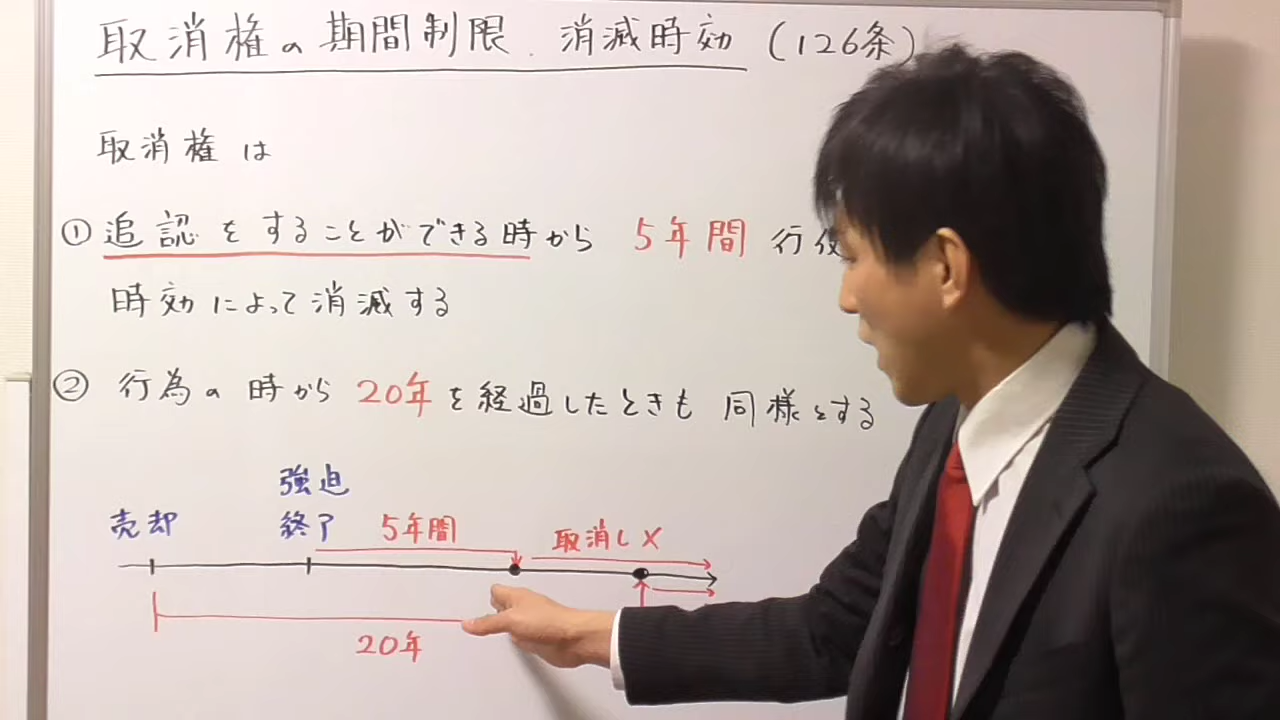 取消権の期間制限.消滅時効(126条)
取消権は
①追認をすることができる時から 5年間 行使
時効によって消滅する
②行為の時から20年を経過したときも同様とする
強迫
売却 終了 5年間 取消し×
20年